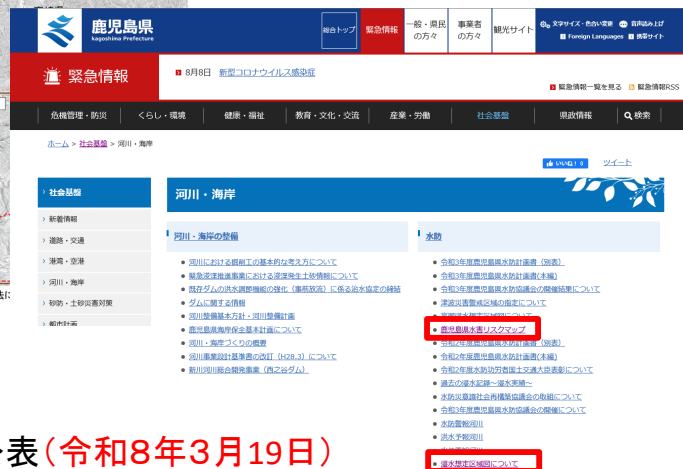 鹿児島県
Kagoshima Prefecture
総合トップ
緊急情報
一般・県民の方々
事業者の方々
観光サイト
文字サイズ・色合い変更
音声読み上げ
Foreign Languages
携帯サイト
緊急情報
8月8日 新型コロナウイルス感染症
緊急情報一覧を見る
緊急情報RSS
危機管理・防災
くらし・環境
健康・福祉
教育・文化・交流
産業・労働
社会基盤
県政情報
検索
ホーム > 社会基盤 > 河川・海岸
いいね! 0
ツイート
社会基盤
新着情報
道路・交通
港湾・空港
河川・海岸
砂防・土砂災害対策
都市計画
河川・海岸
河川・海岸の整備
河川における掘削工の基本的な考え方について
緊急浚渫推進事業における浚渫発生土砂情報について
既存ダムの洪水調節機能の強化（事前放流）に係る治水協定の締結
ダムに関する情報
河川整備基本方針・河川整備計画
鹿児島県海岸保全基本計画について
河川・海岸づくりの概要
河川事業設計基準書の改訂（H28.3）について
新川河川総合開発事業（西之谷ダム）
水防
令和3年度鹿児島県水防計画書（別表）
令和3年度鹿児島県水防計画書(本編)
令和3年度鹿児島県水防協議会の開催結果について
津波災害警戒区域の指定について
鹿児島県水害リスクマップ
令和2年度鹿児島県水防計画書（別表）
令和2年度鹿児島県水防計画書(本編)
令和2年度水防功労者国土交通大臣表彰について
過去の浸水記録～浸水実績～
水防災意識社会再構築協議会の取組について
令和3年度鹿児島県水防協議会の開催について
水防警報河川
洪水予報河川
浸水想定区域図について
表(令和8年3月19日)